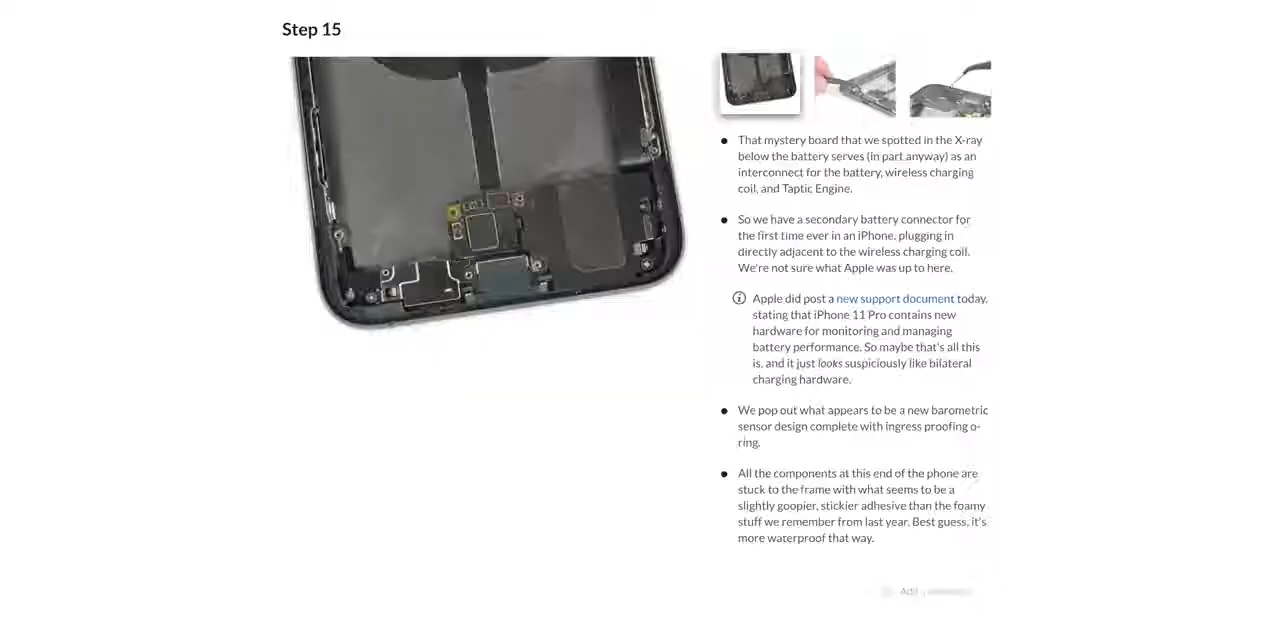 Step 15
That mystery board that we spotted in the X-ray
below the battery serves (in part anyway) as an
interconnect for the battery, wireless charging
coil, and Taptic Engine.
So we have a secondary battery connector for
the first time ever in an iPhone, plugging in
directly adjacent to the wireless charging coil.
We're not sure what Apple was up to here.
Apple did post a new support document today,
stating that iPhone 11 Pro contains new
hardware for monitoring and managing
battery performance. So maybe that's all this
is, and it just looks suspiciously like bilateral
charging hardware.
We pop out what appears to be a new barometric
sensor design complete with ingress proofing o-
ring.
All the components at this end of the phone are
stuck to the frame with what seems to be a
slightly goopier, stickier adhesive than the foamy
stuff we remember from last year. Best guess, it's
more waterproof that way.
Add